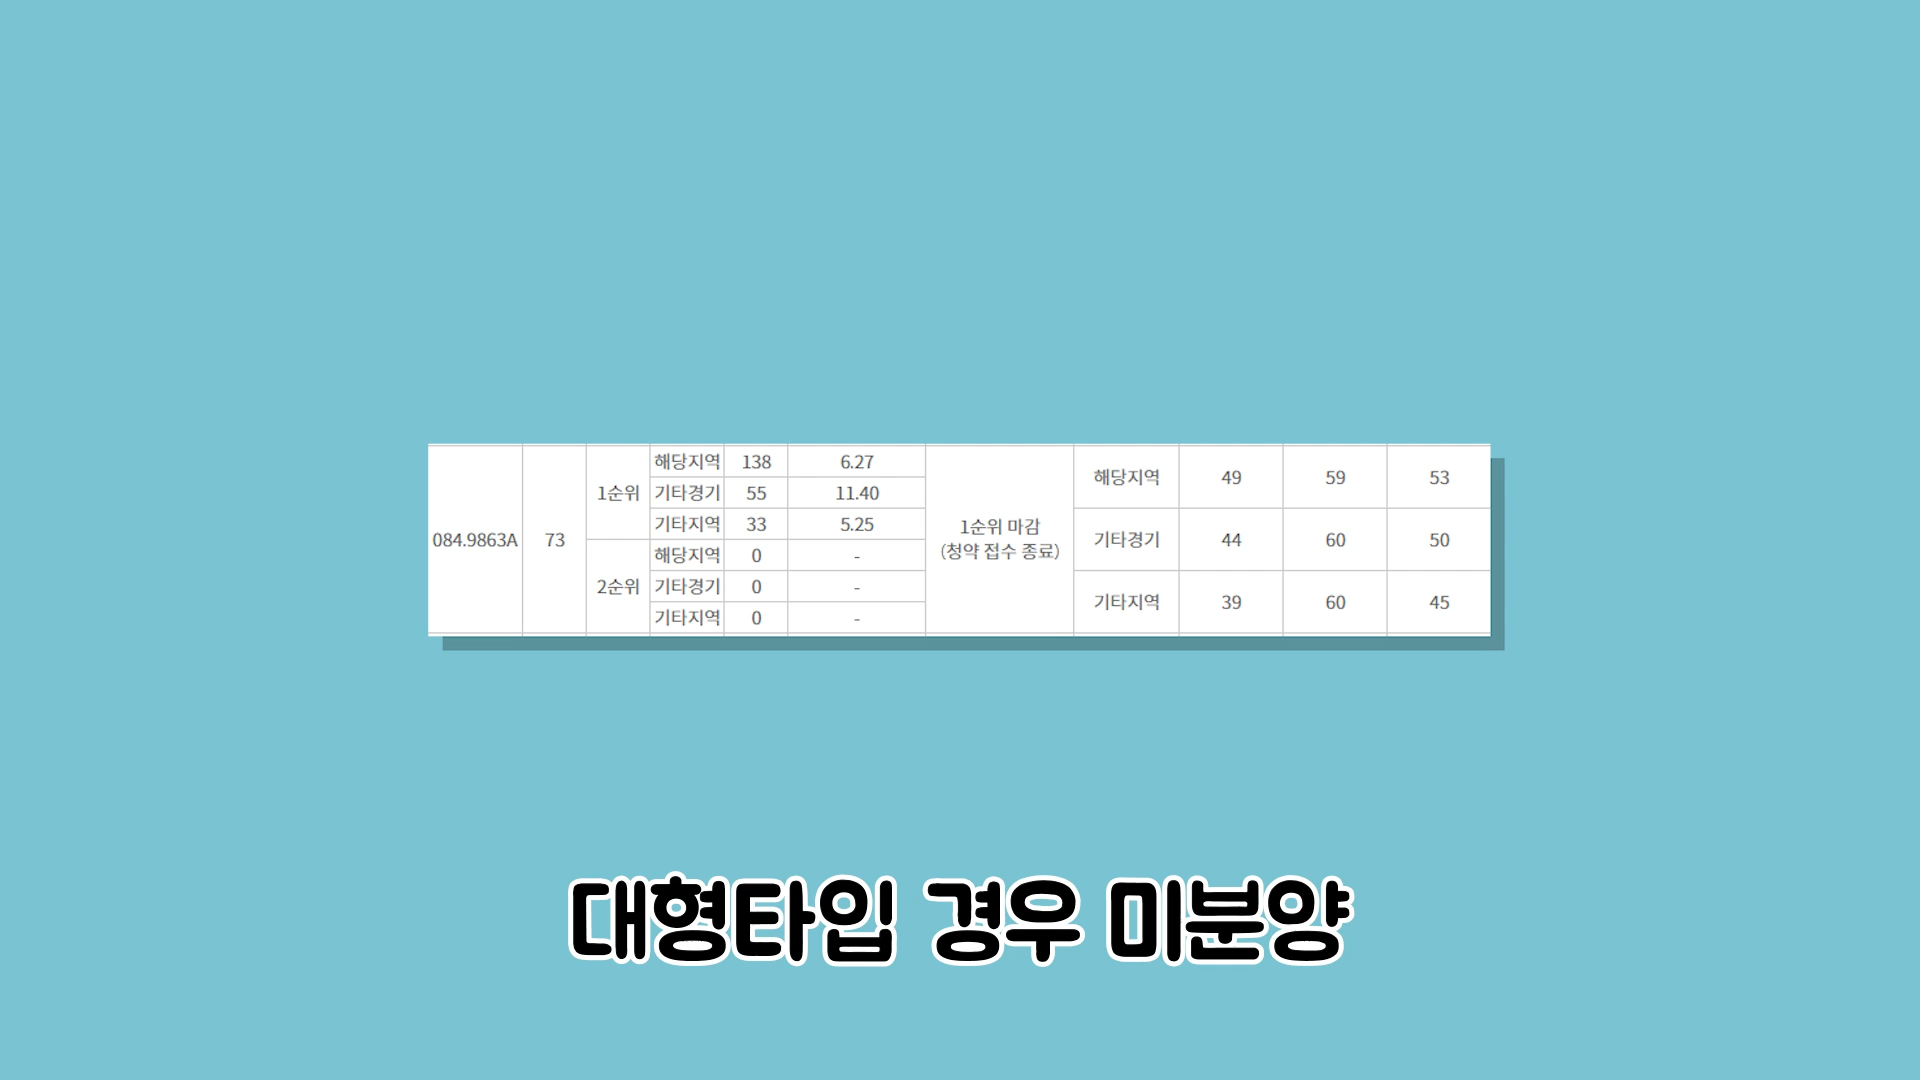 084.9863A 73 1순위 해당지역 138 6.27 1순위 마감 (청약 접수 종료) 해당지역 49 59 53
기타경기 55 11.40
기타지역 33 5.25
기타경기 44 60 50
2순위 해당지역 0 -
기타경기 0 -
기타지역 0 -
기타지역 39 60 45
대형타입 경우 미분양